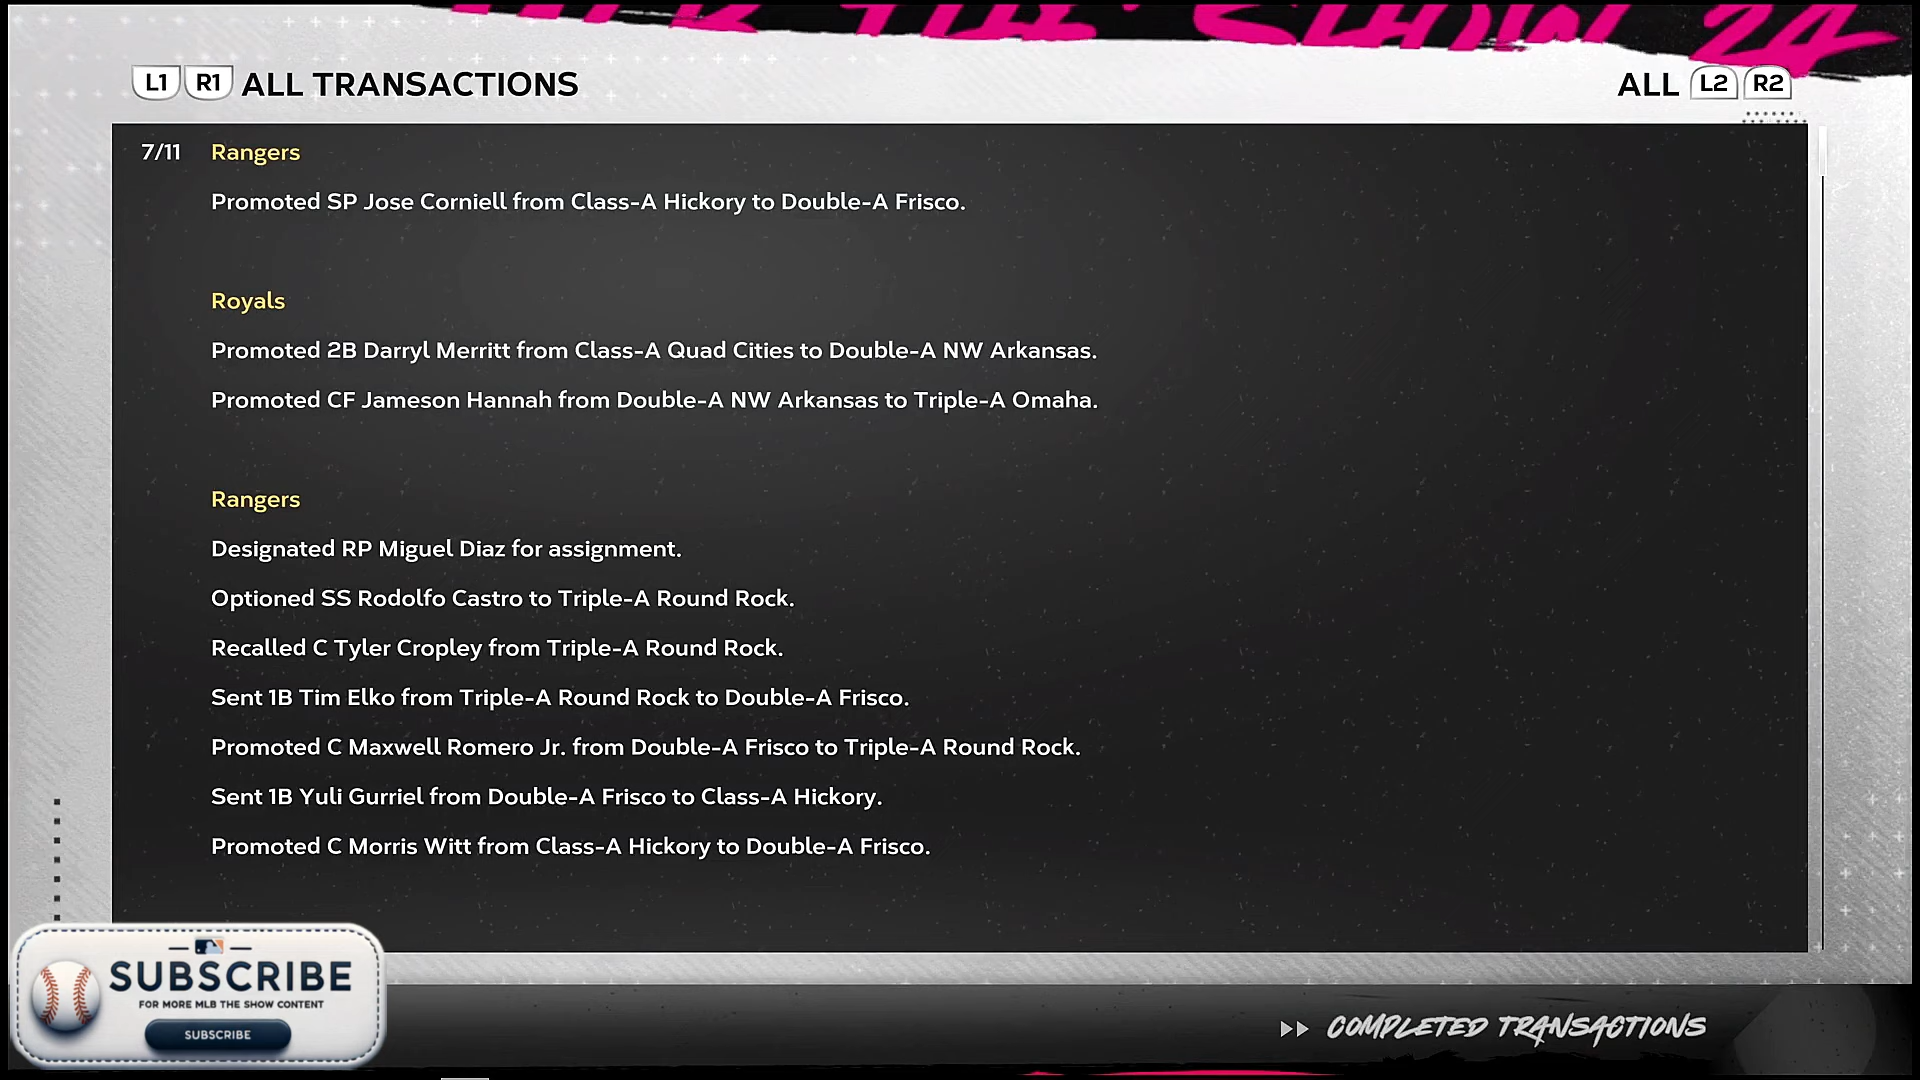 THE SHOW 24
L1 R1 ALL TRANSACTIONS
ALL L2 R2
7/11 Rangers
Promoted SP Jose Corniell from Class-A Hickory to Double-A Frisco.
Royals
Promoted 2B Darryl Merritt from Class-A Quad Cities to Double-A NW Arkansas.
Promoted CF Jameson Hannah from Double-A NW Arkansas to Triple-A Omaha.
Rangers
Designated RP Miguel Diaz for assignment.
Optioned SS Rodolfo Castro to Triple-A Round Rock.
Recalled C Tyler Cropley from Triple-A Round Rock.
Sent 1B Tim Elko from Triple-A Round Rock to Double-A Frisco.
Promoted C Maxwell Romero Jr. from Double-A Frisco to Triple-A Round Rock.
Sent 1B Yuli Gurriel from Double-A Frisco to Class-A Hickory.
Promoted C Morris Witt from Class-A Hickory to Double-A Frisco.
SUBSCRIBE
FOR MORE MLB THE SHOW CONTENT
SUBSCRIBE
COMPLETED TRANSACTIONS